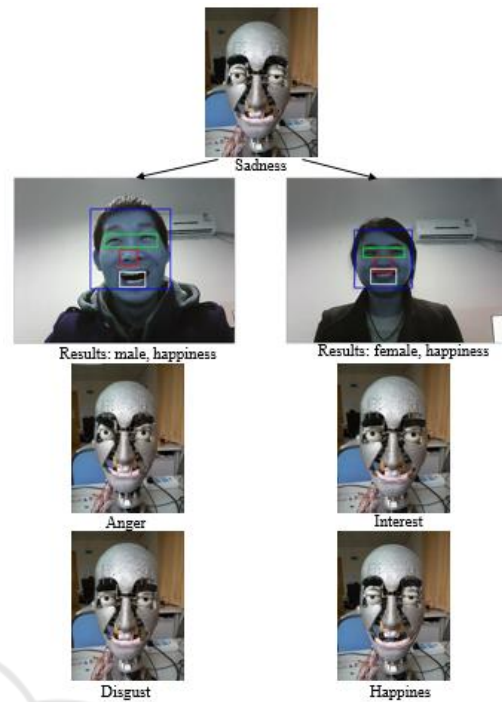 Sadness
Results: male, happiness
Results: female, happiness
Anger
Interest
Disgust
Happines